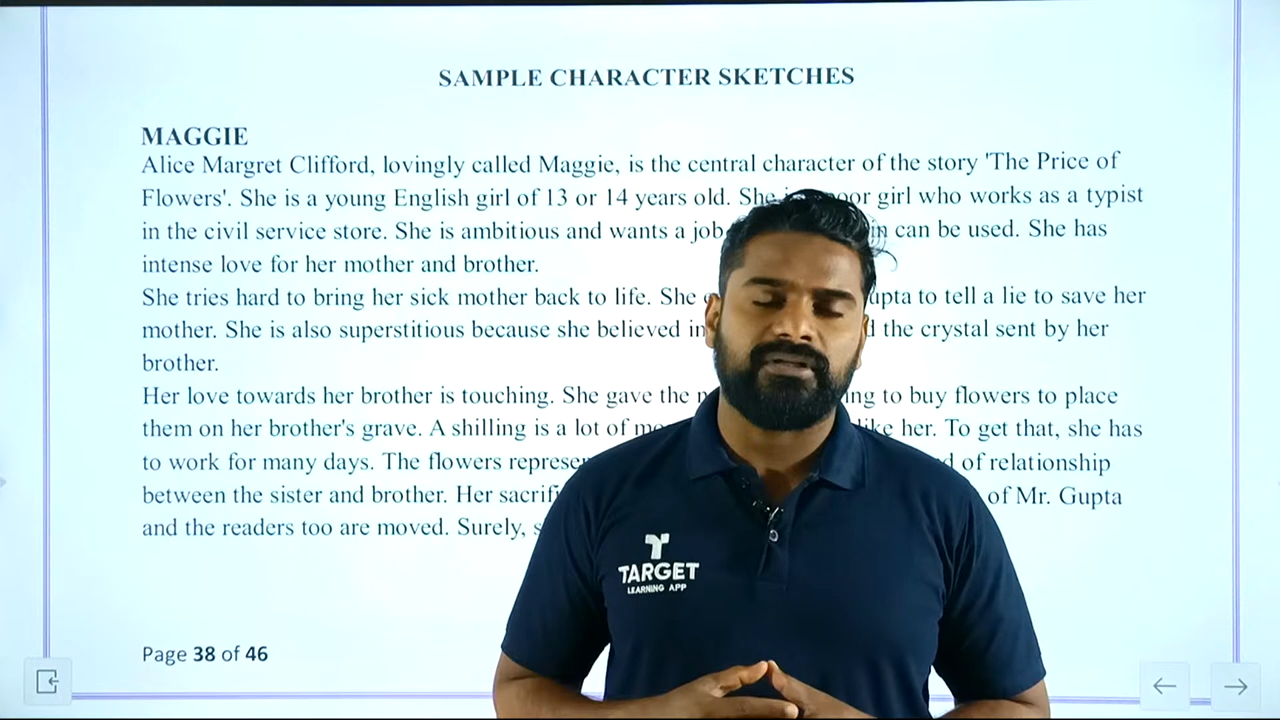 SAMPLE CHARACTER SKETCHES
MAGGIE
Alice Margret Clifford, lovingly called Maggie, is the central character of the story 'The Price of
Flowers'. She is a young English girl of 13 or 14 years old. She girl who works as a typist
in the civil service store. She is ambitious and wants a job can be used. She has
intense love for her mother and brother.
She tries hard to bring her sick mother back to life. She to tell a lie to save her
mother. She is also superstitious because she believed in the crystal sent by her
brother.
Her love towards her brother is touching. She gave the to buy flowers to place
them on her brother's grave. A shilling is a lot of like her. To get that, she has
to work for many days. The flowers of relationship
between the sister and brother. Her of Mr. Gupta
and the readers too are moved. Surely,
TARGET
LEARNING APP
Page 38 of 46